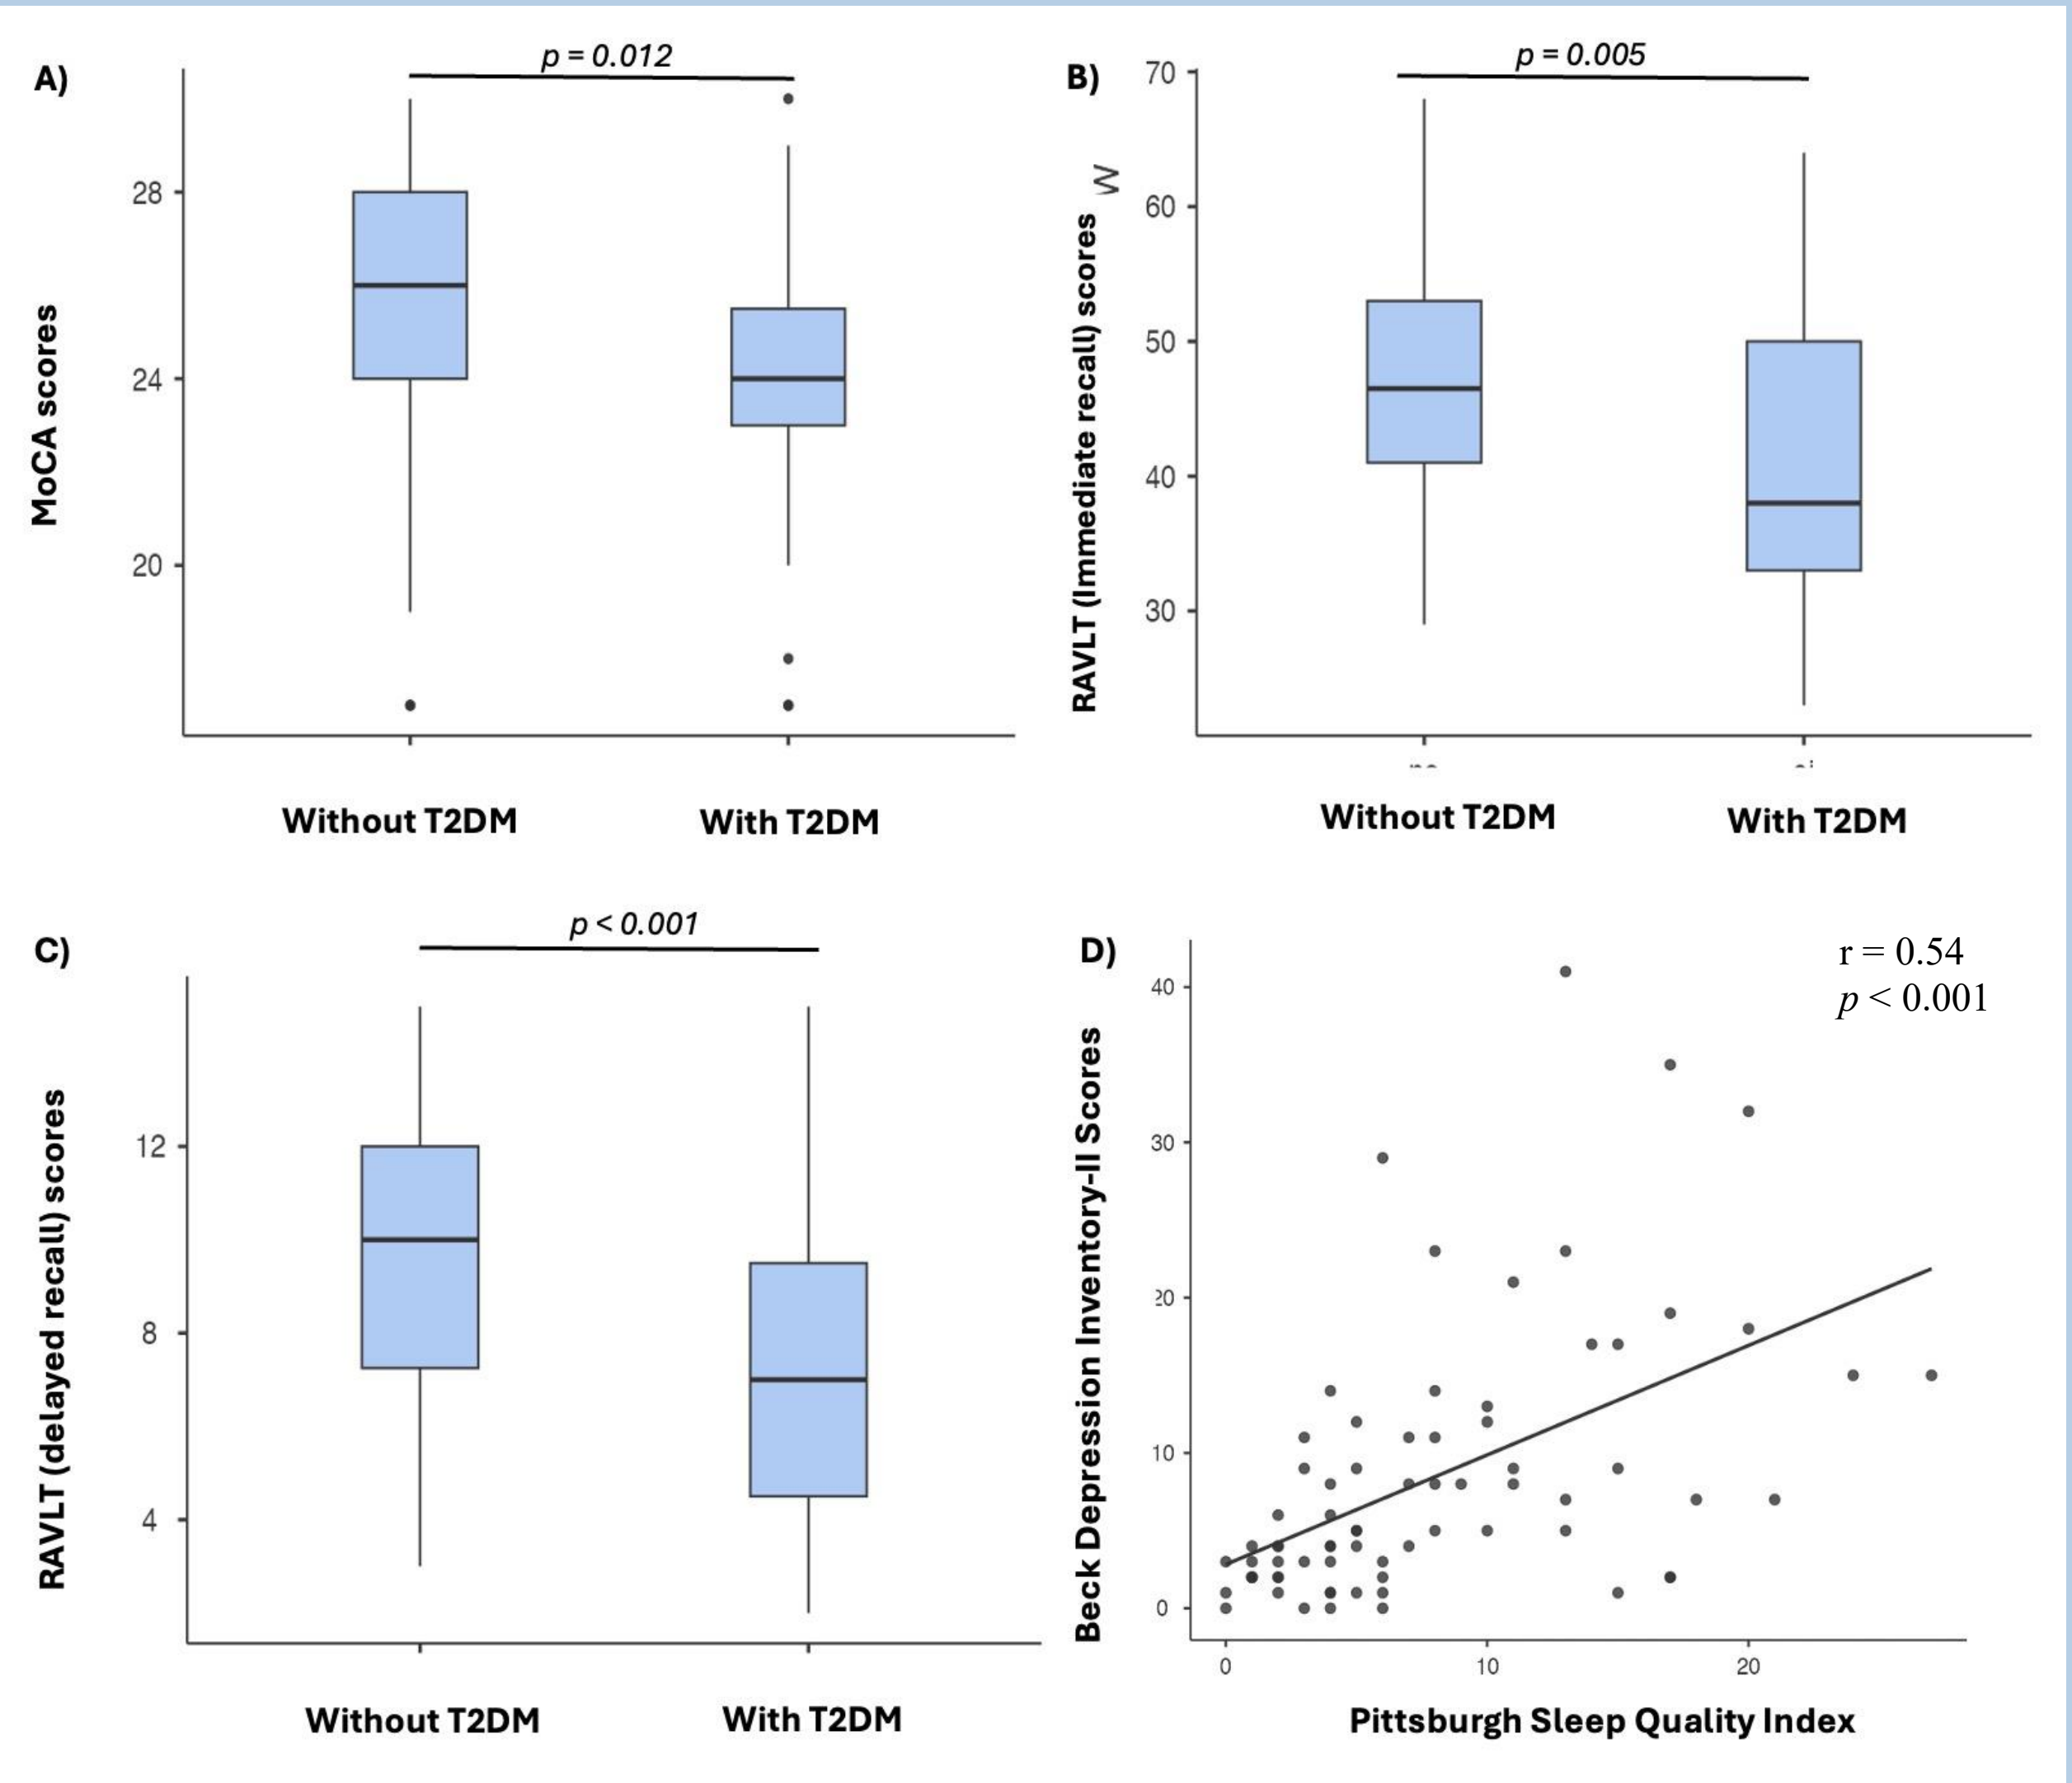 A)
p = 0.012
28
24
20
MoCA scores
Without T2DM
With T2DM
B)
p = 0.005
W
70
60
50
40
30
RAVLT (Immediate recall) scores
Without T2DM
With T2DM
C)
p < 0.001
12
8
4
RAVLT (delayed recall) scores
Without T2DM
With T2DM
D)
r = 0.54
p < 0.001
40
30
20
10
0
Beck Depression Inventory-II Scores
0
10
20
Pittsburgh Sleep Quality Index